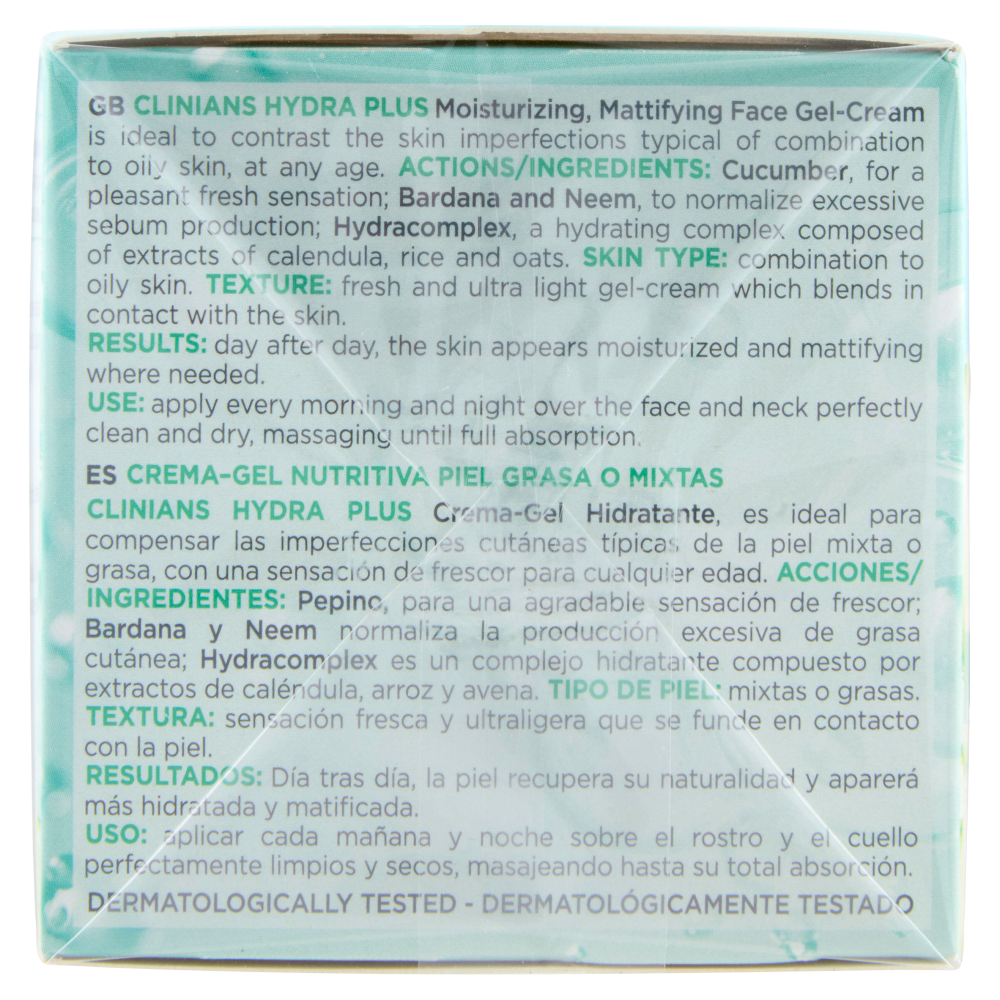 GB CLINIANS HYDRA PLUS Moisturizing, Mattifying Face Gel-Cream
is ideal to contrast the skin imperfections typical of combination
to oily skin, at any age. ACTIONS/INGREDIENTS: Cucumber, for a
pleasant fresh sensation; Bardana and Neem, to normalize excessive
sebum production; Hydracomplex, a hydrating complex composed
of extracts of calendula, rice and oats. SKIN TYPE: combination to
oily skin. TEXTURE: fresh and ultra light gel-cream which blends in
contact with the skin.
RESULTS: day after day, the skin appears moisturized and mattifying
where needed.
USE: apply every morning and night over the face and neck perfectly
clean and dry, massaging until full absorption.
ES CREMA-GEL NUTRITIVA PIEL GRASA O MIXTAS
CLINIANS HYDRA PLUS Crema-Gel Hidratante, es ideal para
compensar las imperfecciones cutáneas típicas de la piel mixta o
grasa, con una sensación de frescor para cualquier edad. ACCIONES/
INGREDIENTES: Pepino, para una agradable sensación de frescor;
Bardana y Neem normaliza la producción excesiva de grasa
cutánea; Hydracomplex es un complejo hidratante compuesto por
extractos de caléndula, arroz y avena. TIPO DE PIEL: mixtas o grasas.
TEXTURA: sensación fresca y ultraligera que se funde en contacto
con la piel.
RESULTADOS: Día tras día, la piel recupera su naturalidad y aparerá
más hidratada y matificada.
USO: aplicar cada mañana y noche sobre el rostro y el cuello
perfectamente limpios y secos, masajeando hasta su total absorción.
DERMATOLOGICALLY TESTED - DERMATOLÓGICAMENTE TESTADO